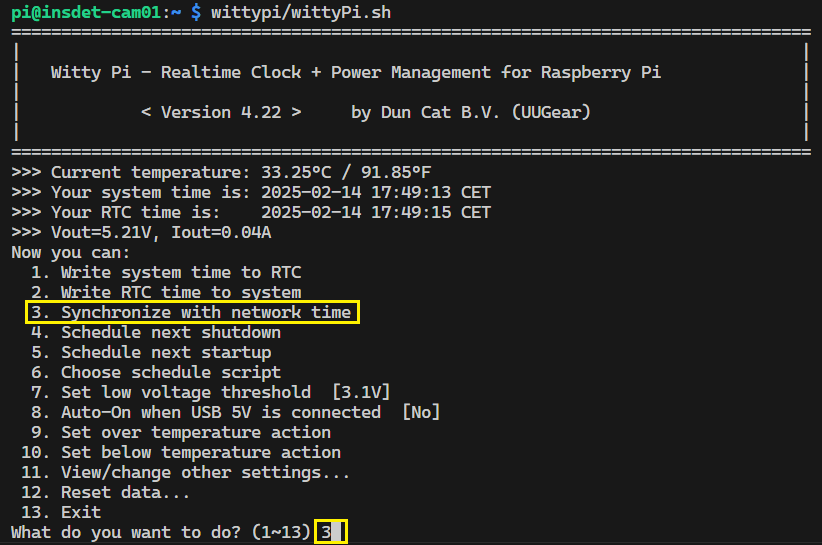 pi@insdet-cam01:~ $ wittypi/wittyPi.sh
================================================================================
|                                                                              |
|   Witty Pi - Realtime Clock + Power Management for Raspberry Pi              |
|                                                                              |
|            < Version 4.22 >     by Dun Cat B.V. (UUGear)                     |
|                                                                              |
================================================================================
>>> Current temperature: 33.25°C / 91.85°F
>>> Your system time is: 2025-02-14 17:49:13 CET
>>> Your RTC time is:    2025-02-14 17:49:15 CET
>>> Vout=5.21V, Iout=0.04A
Now you can:
  1. Write system time to RTC
  2. Write RTC time to system
  3. Synchronize with network time
  4. Schedule next shutdown
  5. Schedule next startup
  6. Choose schedule script
  7. Set low voltage threshold  [3.1V]
  8. Auto-On when USB 5V is connected  [No]
  9. Set over temperature action
 10. Set below temperature action
 11. View/change other settings...
 12. Reset data...
 13. Exit
What do you want to do? (1~13) 3